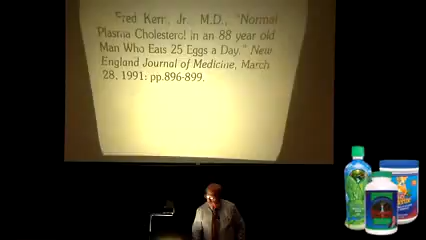 Fred Kern, Jr., M.D., "Normal
Plasma Cholesterol in an 88 year old
Man Who Eats 25 Eggs a Day," New
England Journal of Medicine, March
28, 1991: pp.896-899.